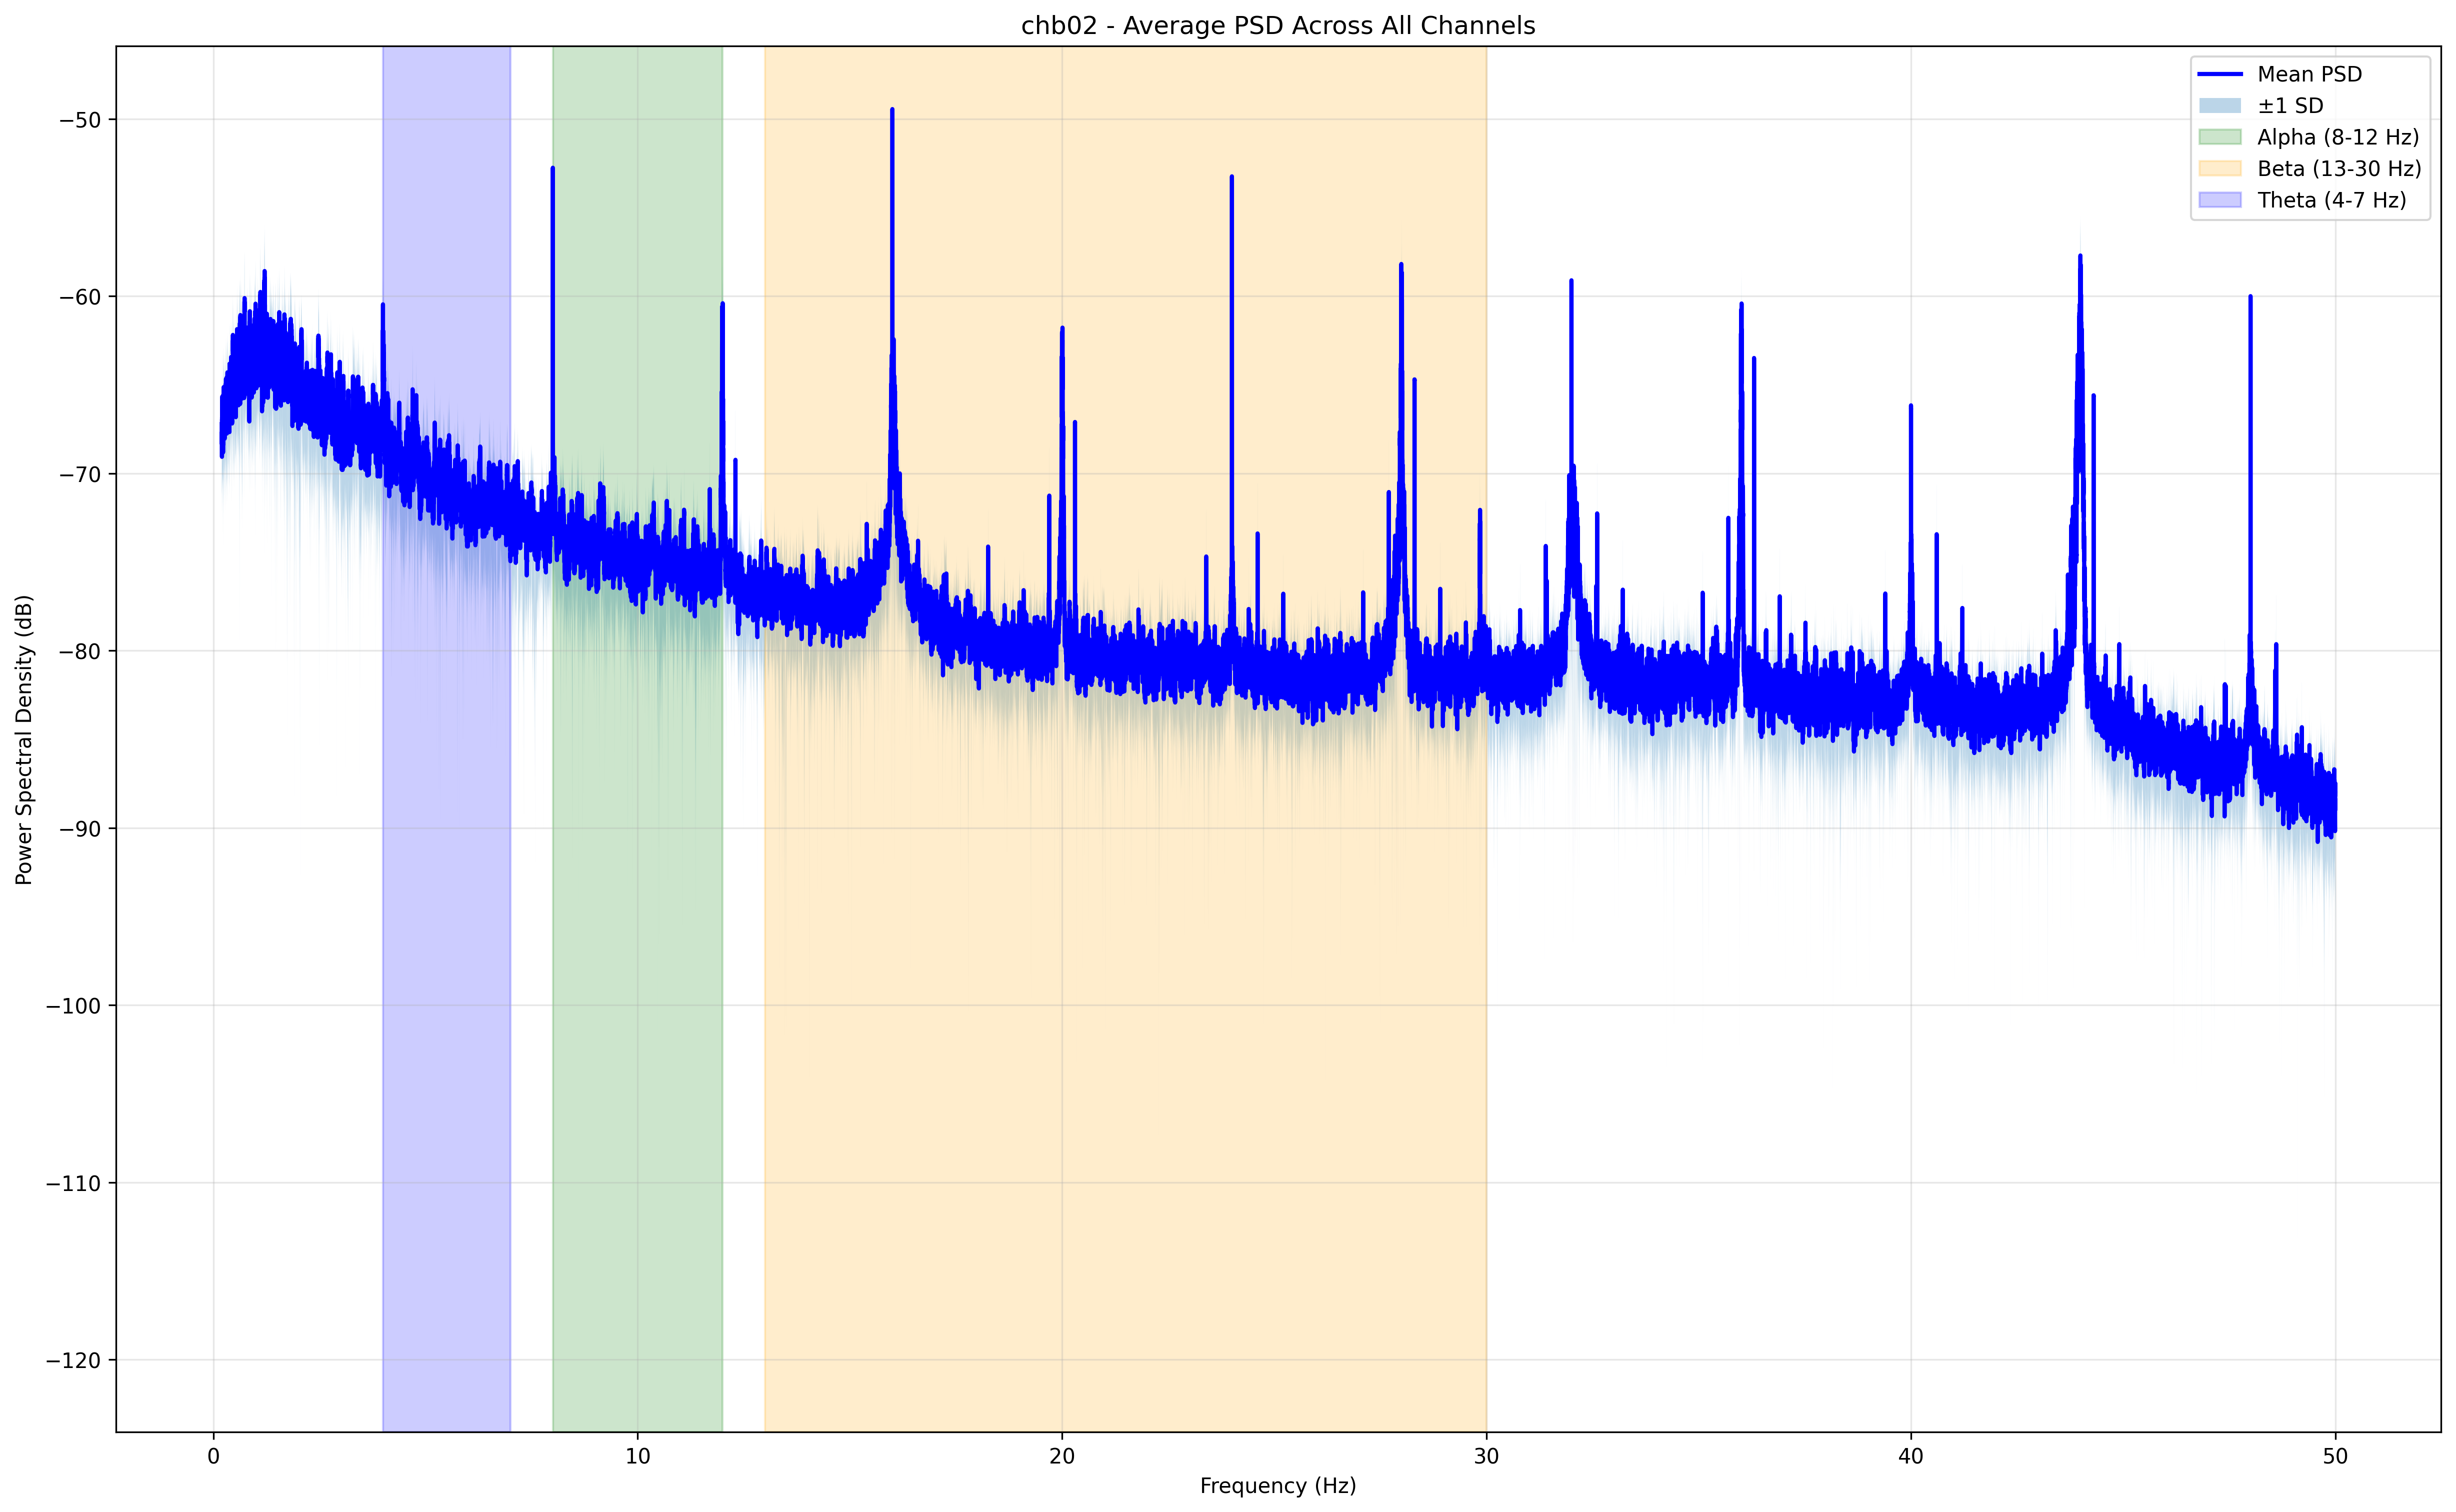 chb02 - Average PSD Across All Channels
Mean PSD
±1 SD
Alpha (8-12 Hz)
Beta (13-30 Hz)
Theta (4-7 Hz)
Power Spectral Density (dB)
−50
−60
−70
−80
−90
−100
−110
−120
0 10 20 30 40 50
Frequency (Hz)